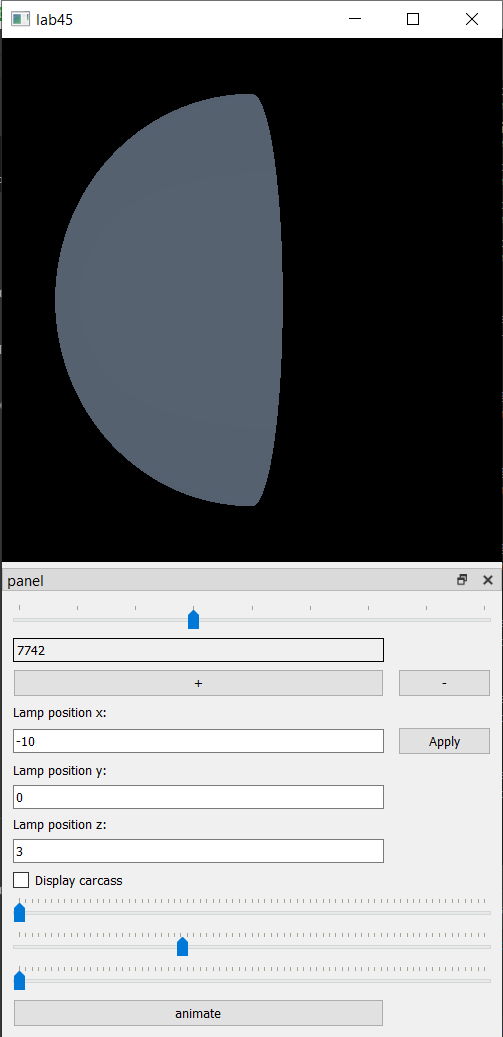 lab45
panel
7742
+
-
Lamp position x:
-10
Apply
Lamp position y:
0
Lamp position z:
3
Display carcass
animate